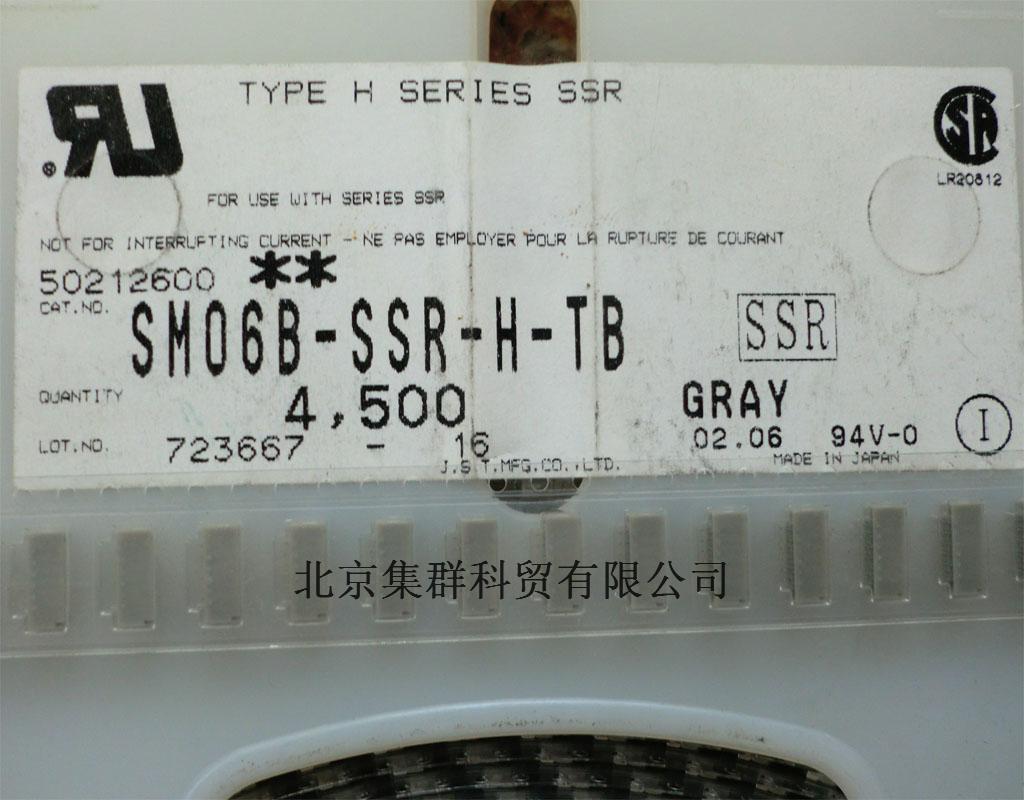 TYPE H SERIES SSR
LR20812
FOR USE WITH SERIES SSR
NOT FOR INTERRUPTING CURRENT - NE PAS EMPLOYER POUR LA RUPTURE DE COURANT
50212600 **
CAT.NO. SM06B-SSR-H-TB SSR
QUANTITY 4,500 GRAY
LOT.NO. 723667 - 16 02.06 94V-0 I
J.S.T.MFG.CO.,LTD. MADE IN JAPAN
北京集群科贸有限公司